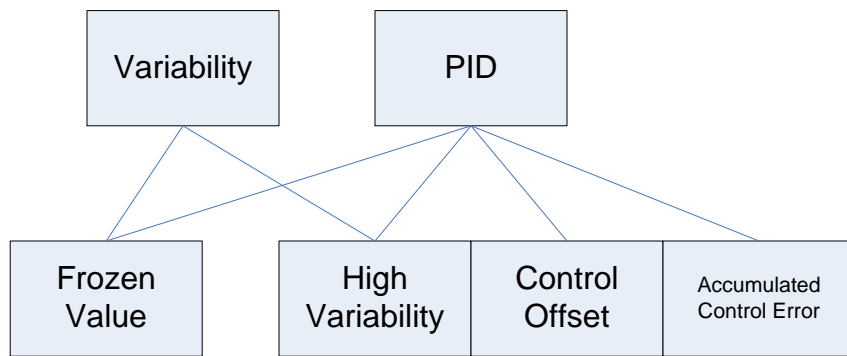 Variability
PID
Frozen
Value
High
Variability
Control
Offset
Accumulated
Control Error